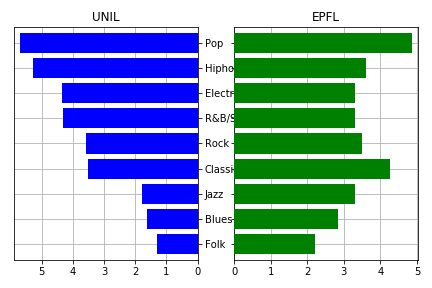 UNIL EPFL
Pop
Hipho
Electr
R&B/S
Rock
Classi
Jazz
Blues
Folk
5 4 3 2 1 0 0 1 2 3 4 5